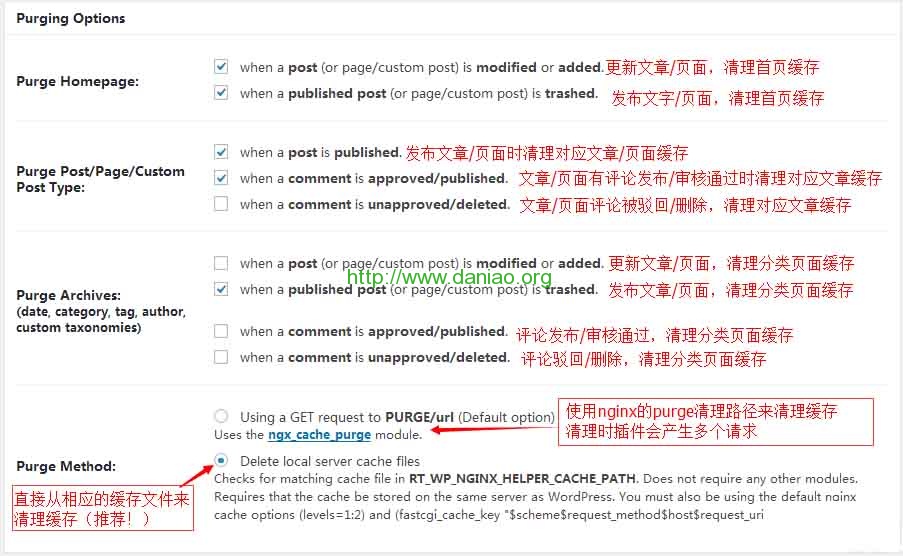 Purging Options
Purge Homepage:
when a post (or page/custom post) is modified or added. 更新文章/页面，清理首页缓存
when a published post (or page/custom post) is trashed. 发布文字/页面，清理首页缓存
Purge Post/Page/Custom
Post Type:
when a post is published. 发布文章/页面时清理对应文章/页面缓存
when a comment is approved/published. 文章/页面有评论发布/审核通过时清理对应文章缓存
when a comment is unapproved/deleted. 文章/页面评论被驳回/删除，清理对应文章缓存
Purge Archives:
(date, category, tag, author,
custom taxonomies)
when a post (or page/custom post) is modified or added. 更新文章/页面，清理分类页面缓存
http://www.daniao.org
when a published post (or page/custom post) is trashed. 发布文章/页面，清理分类页面缓存
when a comment is approved/published. 评论发布/审核通过，清理分类页面缓存
when a comment is unapproved/deleted. 评论驳回/删除，清理分类页面缓存
Purge Method:
Using a GET request to PURGE/url (Default option)
Uses the ngx_cache_purge module.
使用nginx的purge清理路径来清理缓存
清理时插件会产生多个请求
Delete local server cache files
Checks for matching cache file in RT_WP_NGINX_HELPER_CACHE_PATH. Does not require any other modules.
Requires that the cache be stored on the same server as WordPress. You must also be using the default nginx
cache options (levels=1:2) and (fastcgi_cache_key "$scheme$request_method$host$request_uri
直接从相应的缓存文件来
清理缓存（推荐！）